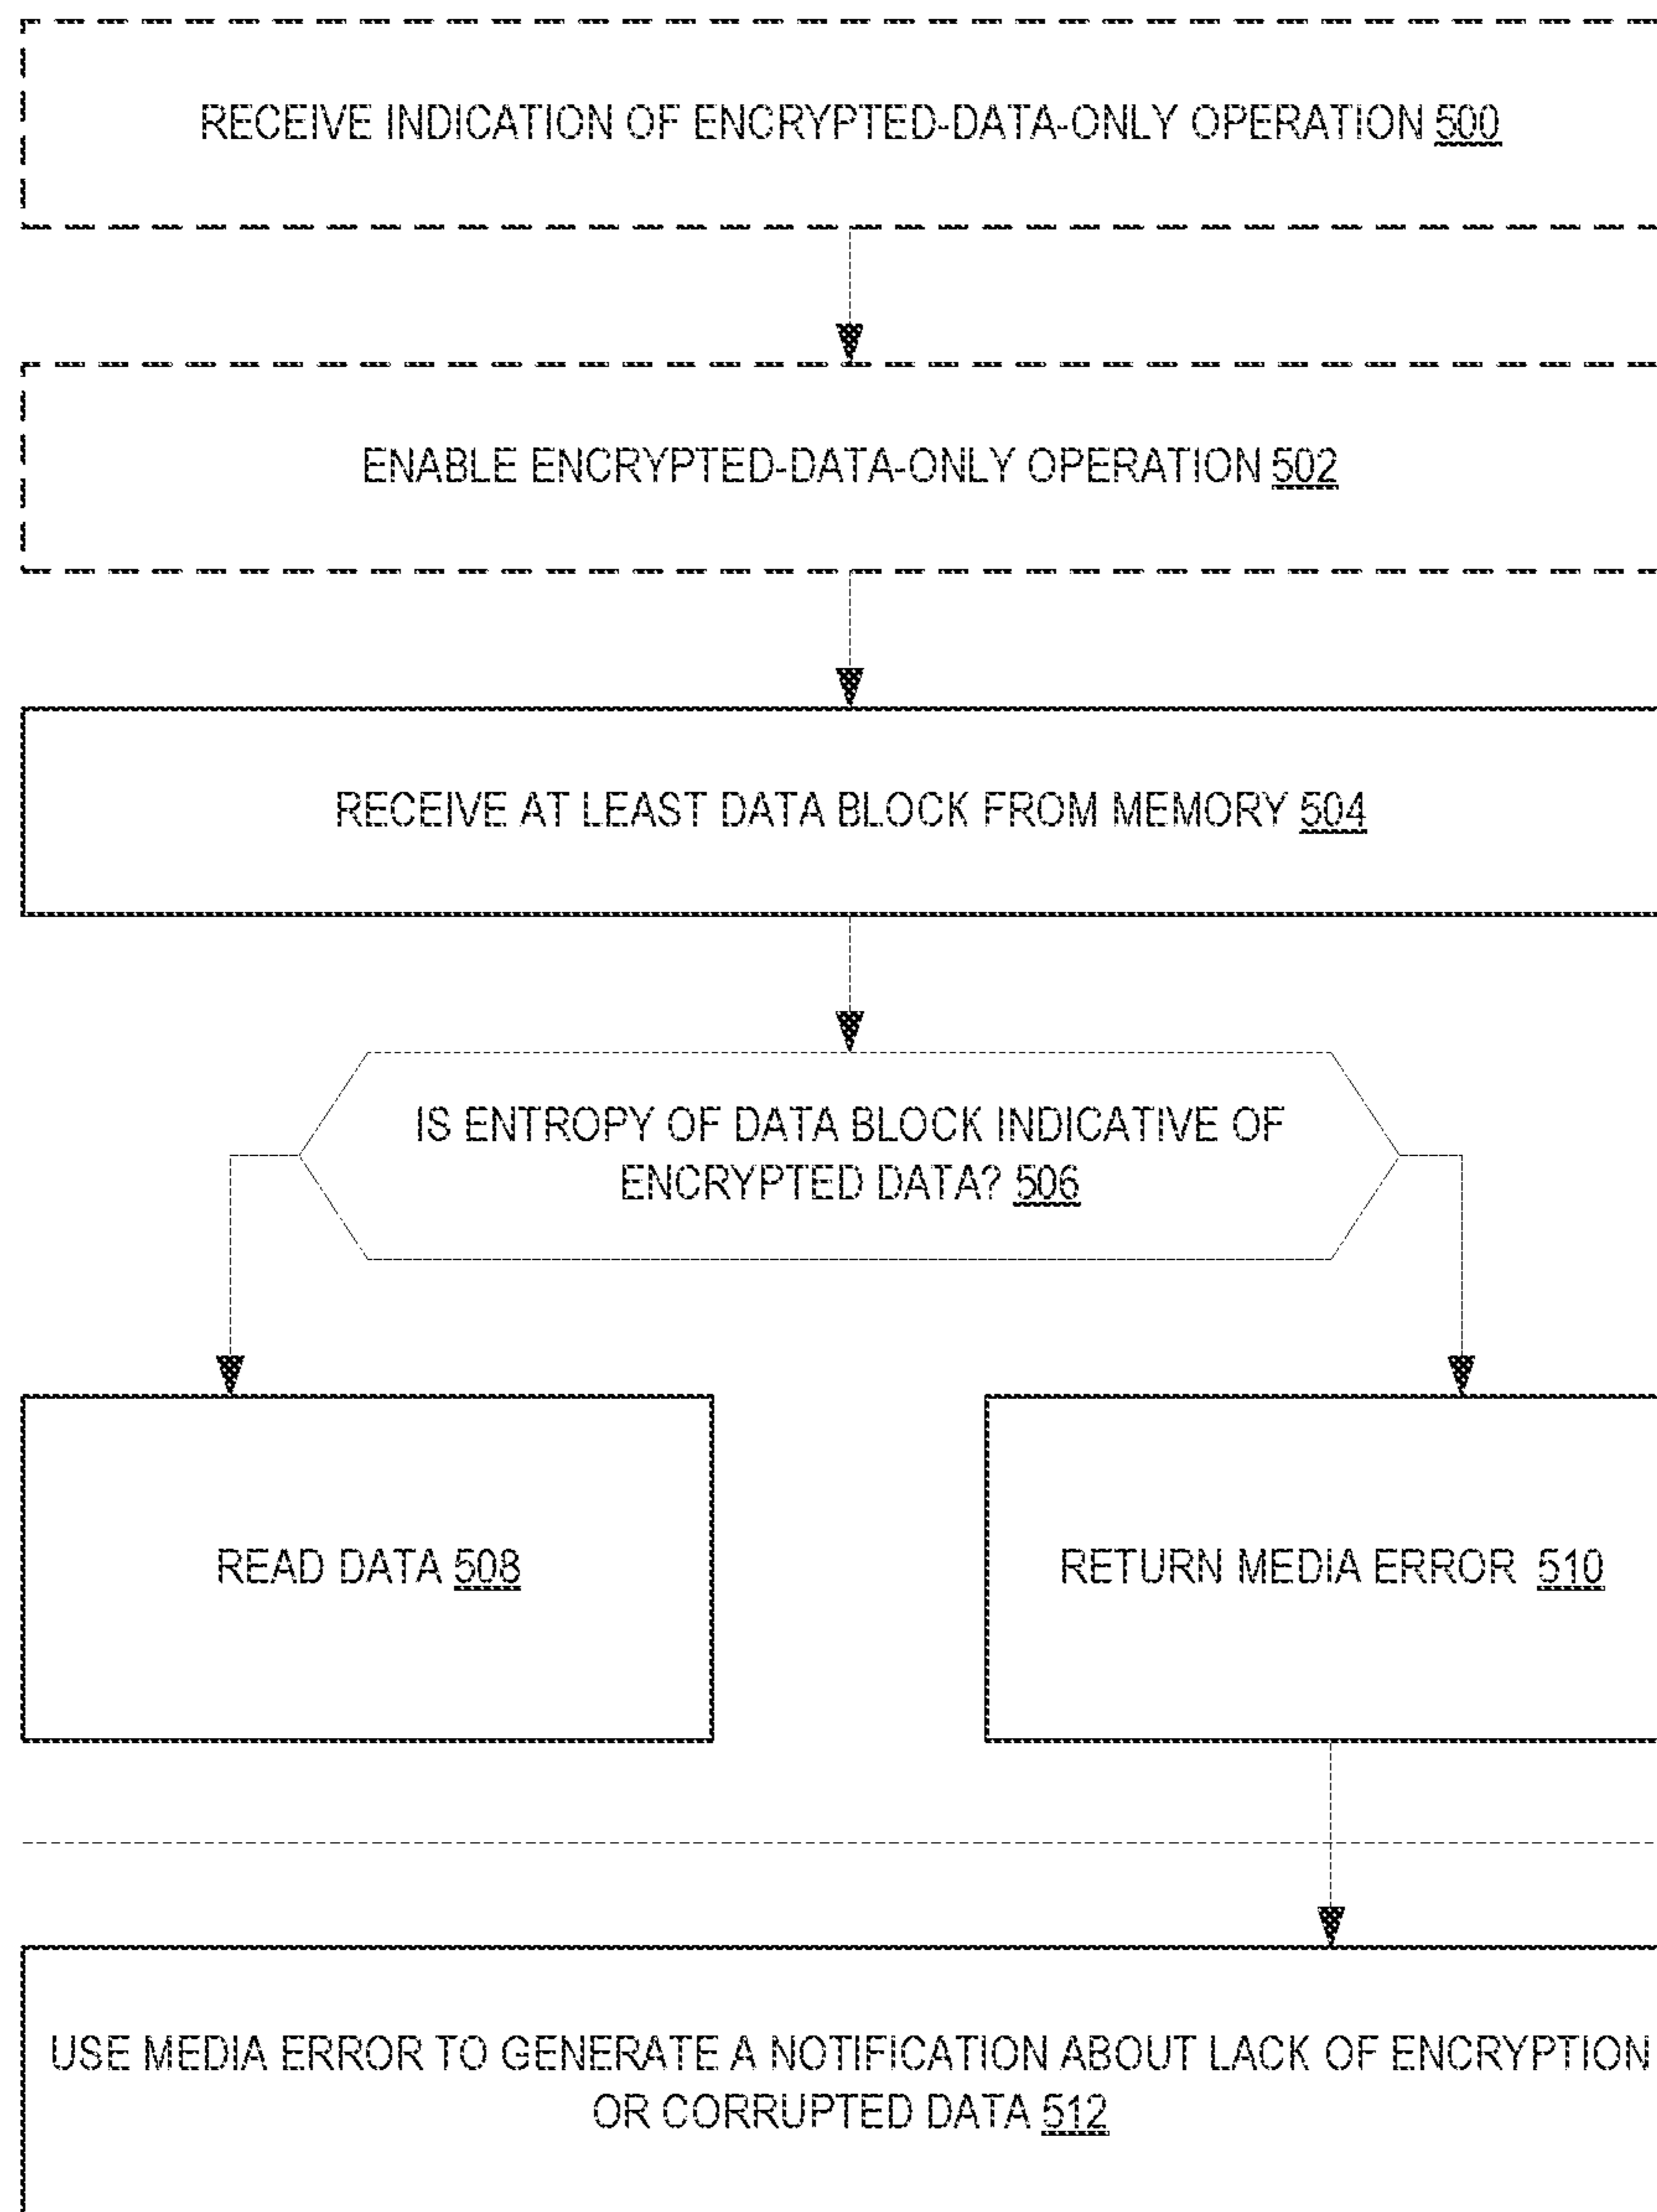 RECEIVE INDICATION OF ENCRYPTED-DATA-ONLY OPERATION 500
ENABLE ENCRYPTED-DATA-ONLY OPERATION 502
RECEIVE AT LEAST DATA BLOCK FROM MEMORY 504
IS ENTROPY OF DATA BLOCK INDICATIVE OF
ENCRYPTED DATA? 506
READ DATA 508
RETURN MEDIA ERROR 510
USE MEDIA ERROR TO GENERATE A NOTIFICATION ABOUT LACK OF ENCRYPTION
OR CORRUPTED DATA 512